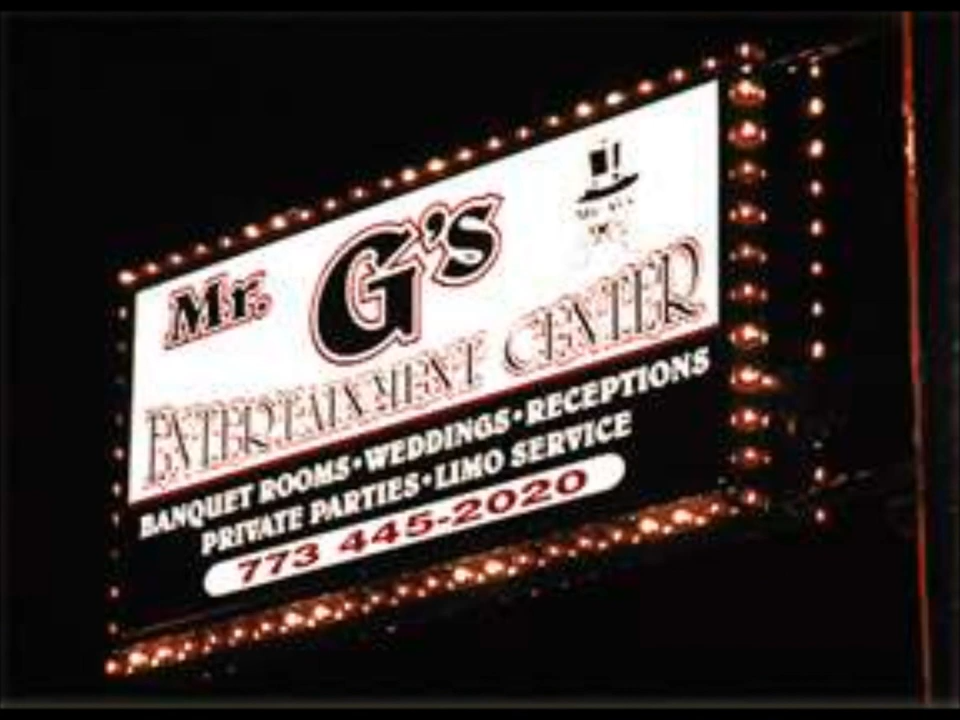 Mr. G's
ENTERTAINMENT CENTER
BANQUET ROOMS • WEDDINGS • RECEPTIONS
PRIVATE PARTIES • LIMO SERVICE
773 445-2020